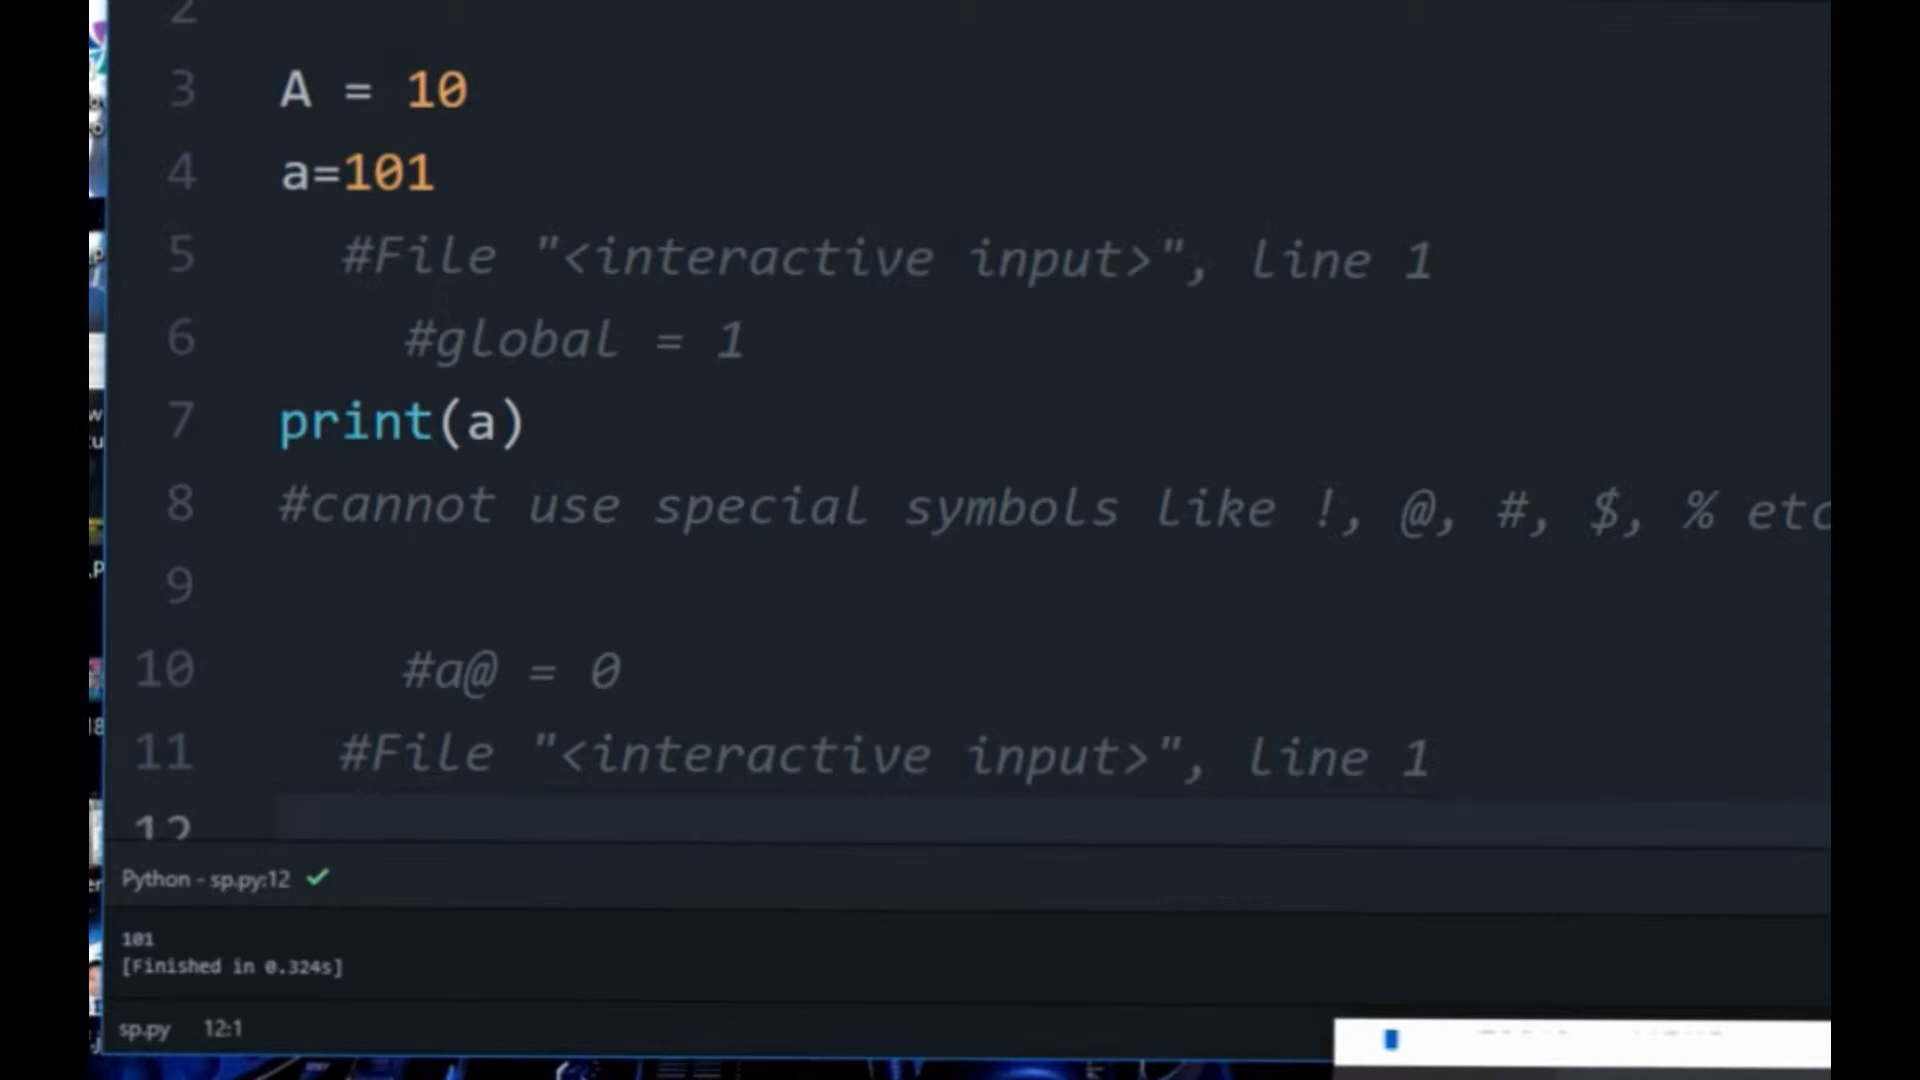 2
3 A = 10
4 a=101
5 #File "<interactive input>", line 1
6 #global = 1
7 print(a)
8 #cannot use special symbols like !, @, #, $, % etc
9
10 #a@ = 0
11 #File "<interactive input>", line 1
12
Python - sp.py:12
101
[Finished in 0.324s]
sp.py 12:1